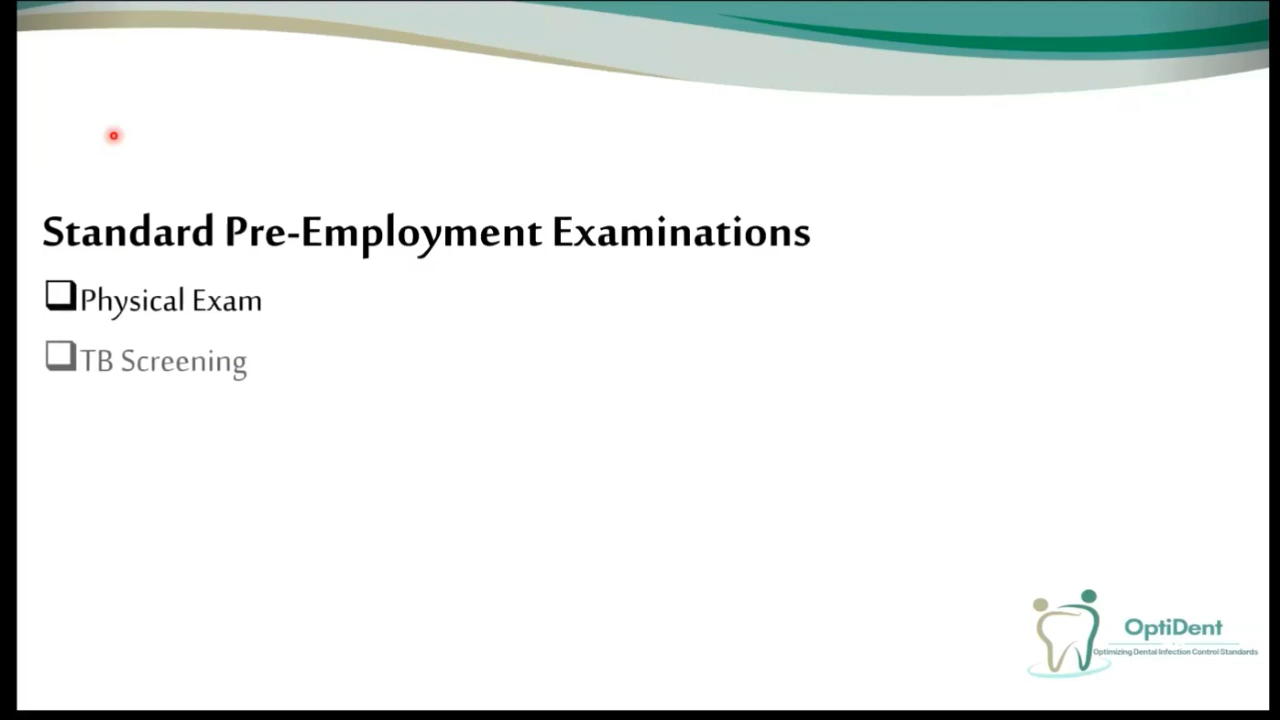 Standard Pre-Employment Examinations
Physical Exam
TB Screening
OptiDent
Optimizing Dental Infection Control Standards